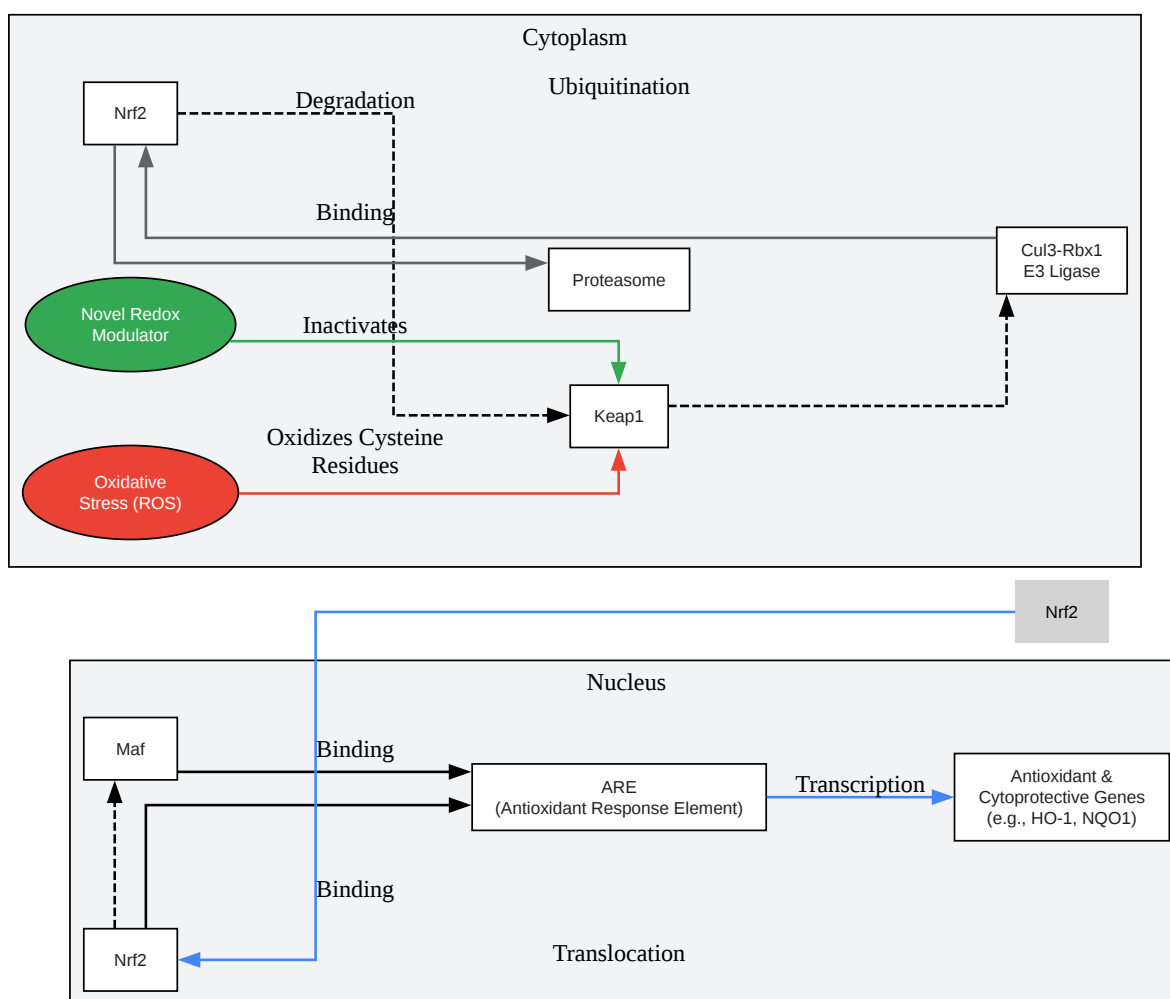 Cytoplasm
Ubiquitination
Degradation
Nrf2
Binding
Cul3-Rbx1
E3 Ligase
Proteasome
Novel Redox
Modulator
Inactivates
Keap1
Oxidizes Cysteine
Residues
Oxidative
Stress (ROS)
Nrf2
Nucleus
Maf
Binding
ARE
(Antioxidant Response Element)
Transcription
Antioxidant &
Cytoprotective Genes
(e.g., HO-1, NQO1)
Binding
Nrf2
Translocation